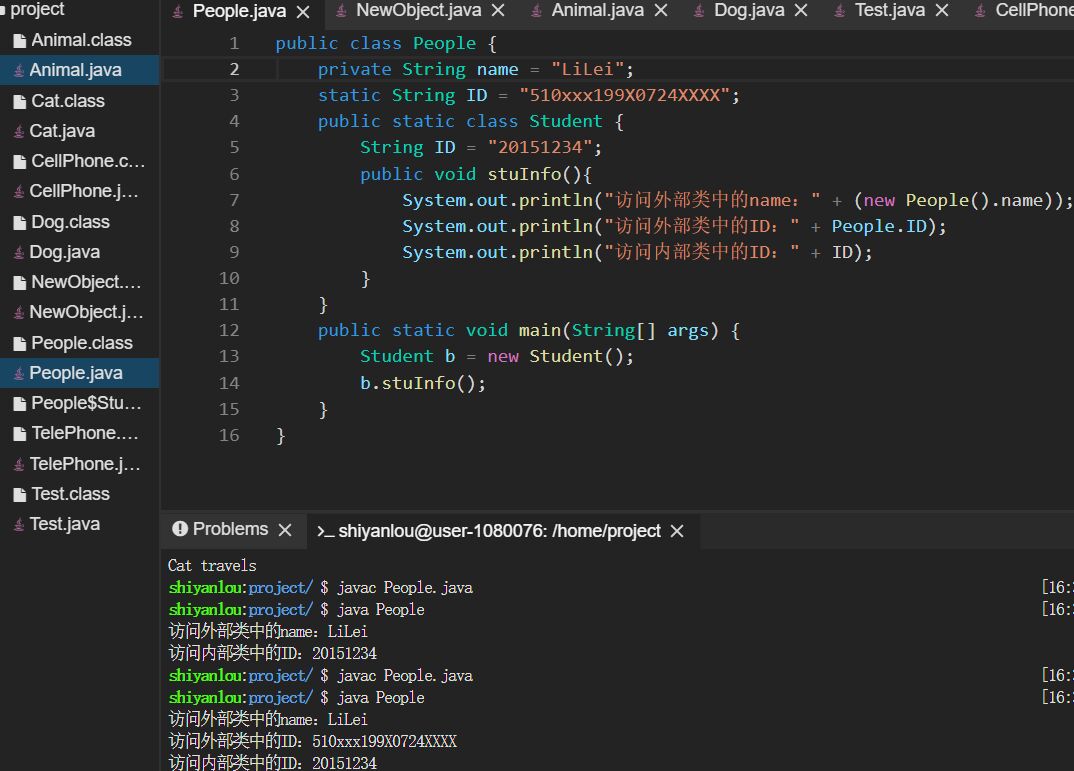 project
Animal.class
Animal.java
Cat.class
Cat.java
CellPhone.c...
CellPhone.j...
Dog.class
Dog.java
NewObject....
NewObject.j...
People.class
People.java
People$Stu...
TelePhone....
TelePhone.j...
Test.class
Test.java
People.java NewObject.java Animal.java Dog.java Test.java CellPhone
1 public class People {
2 private String name = "LiLei";
3 static String ID = "510xxx199X0724XXXX";
4 public static class Student {
5 String ID = "20151234";
6 public void stuInfo(){
7 System.out.println("访问外部类中的name：" + (new People().name));
8 System.out.println("访问外部类中的ID：" + People.ID);
9 System.out.println("访问内部类中的ID：" + ID);
10 }
11 }
12 public static void main(String[] args) {
13 Student b = new Student();
14 b.stuInfo();
15 }
16 }
Problems >_ shiyanlou@user-1080076: /home/project
Cat travels
shiyanlou:project/ $ javac People.java [16:
shiyanlou:project/ $ java People [16:
访问外部类中的name：LiLei
访问内部类中的ID：20151234
shiyanlou:project/ $ javac People.java [16:
shiyanlou:project/ $ java People [16:
访问外部类中的name：LiLei
访问外部类中的ID：510xxx199X0724XXXX
访问内部类中的ID：20151234